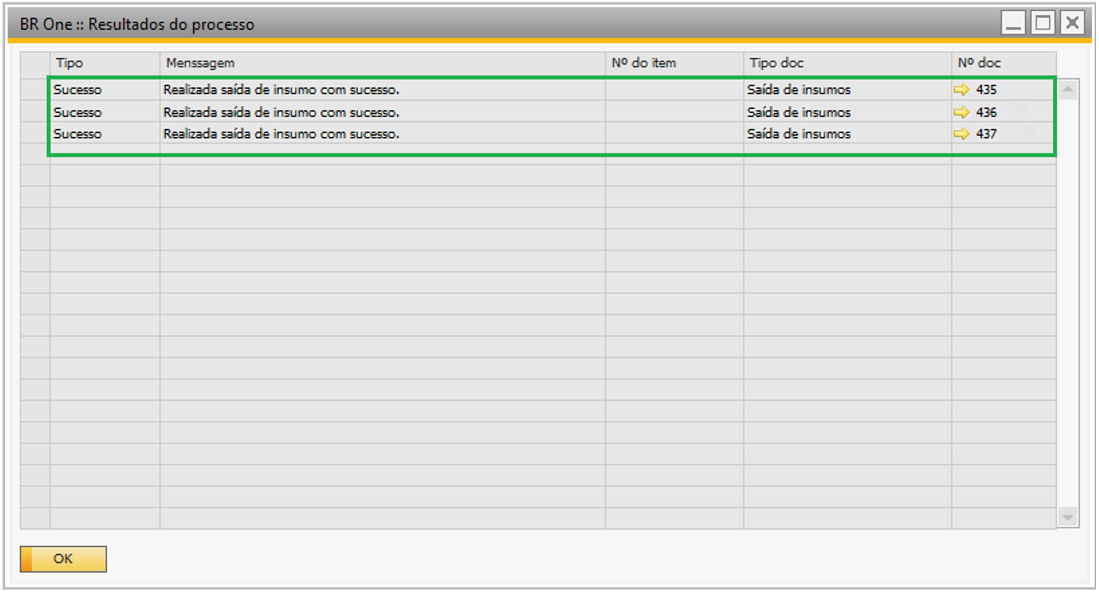 BR One :: Resultados do processo
Tipo Menssagem Nº do item Tipo doc Nº doc
Sucesso Realizada saída de insumo com sucesso. Saída de insumos 435
Sucesso Realizada saída de insumo com sucesso. Saída de insumos 436
Sucesso Realizada saída de insumo com sucesso. Saída de insumos 437
OK